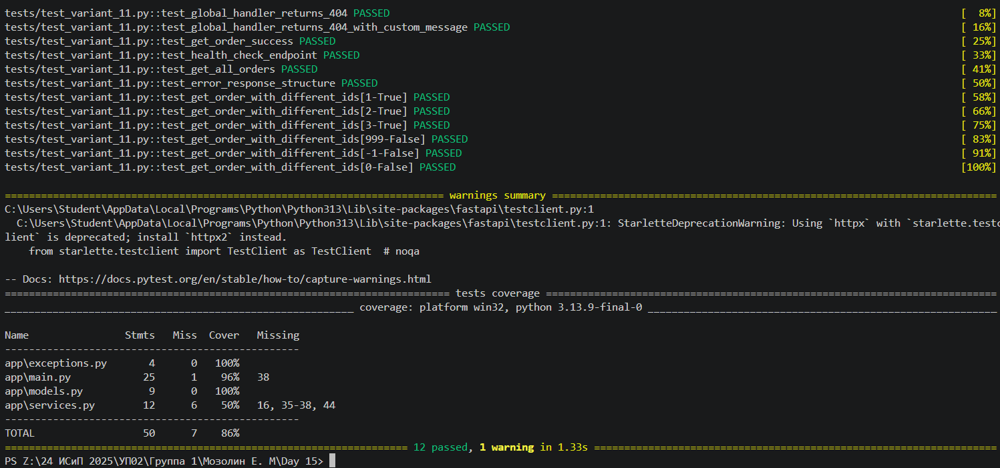 tests/test_variant_11.py::test_global_handler_returns_404 PASSED [  8%]
tests/test_variant_11.py::test_global_handler_returns_404_with_custom_message PASSED [ 16%]
tests/test_variant_11.py::test_get_order_success PASSED [ 25%]
tests/test_variant_11.py::test_health_check_endpoint PASSED [ 33%]
tests/test_variant_11.py::test_get_all_orders PASSED [ 41%]
tests/test_variant_11.py::test_error_response_structure PASSED [ 50%]
tests/test_variant_11.py::test_get_order_with_different_ids[1-True] PASSED [ 58%]
tests/test_variant_11.py::test_get_order_with_different_ids[2-True] PASSED [ 66%]
tests/test_variant_11.py::test_get_order_with_different_ids[3-True] PASSED [ 75%]
tests/test_variant_11.py::test_get_order_with_different_ids[999-False] PASSED [ 83%]
tests/test_variant_11.py::test_get_order_with_different_ids[-1-False] PASSED [ 91%]
tests/test_variant_11.py::test_get_order_with_different_ids[0-False] PASSED [100%]
========================= warnings summary =========================
C:\Users\Student\AppData\Local\Programs\Python\Python313\Lib\site-packages\fastapi\testclient.py:1
  C:\Users\Student\AppData\Local\Programs\Python\Python313\Lib\site-packages\fastapi\testclient.py:1: StarletteDeprecationWarning: Using `httpx` with `starlette.testc
lient` is deprecated; install `httpx2` instead.
    from starlette.testclient import TestClient as TestClient  # noqa
-- Docs: https://docs.pytest.org/en/stable/how-to/capture-warnings.html
========================= tests coverage =========================
_________________________ coverage: platform win32, python 3.13.9-final-0 _________________________
Name                    Stmts   Miss  Cover   Missing
-------------------------------------------------
app\exceptions.py           4      0   100%
app\main.py                25      1    96%   38
app\models.py               9      0   100%
app\services.py            12      6    50%   16, 35-38, 44
-------------------------------------------------
TOTAL                      50      7    86%
========================= 12 passed, 1 warning in 1.33s =========================
PS Z:\24 ИСиП 2025\УП02\Группа 1\Мозолин Е. М\Day 15>